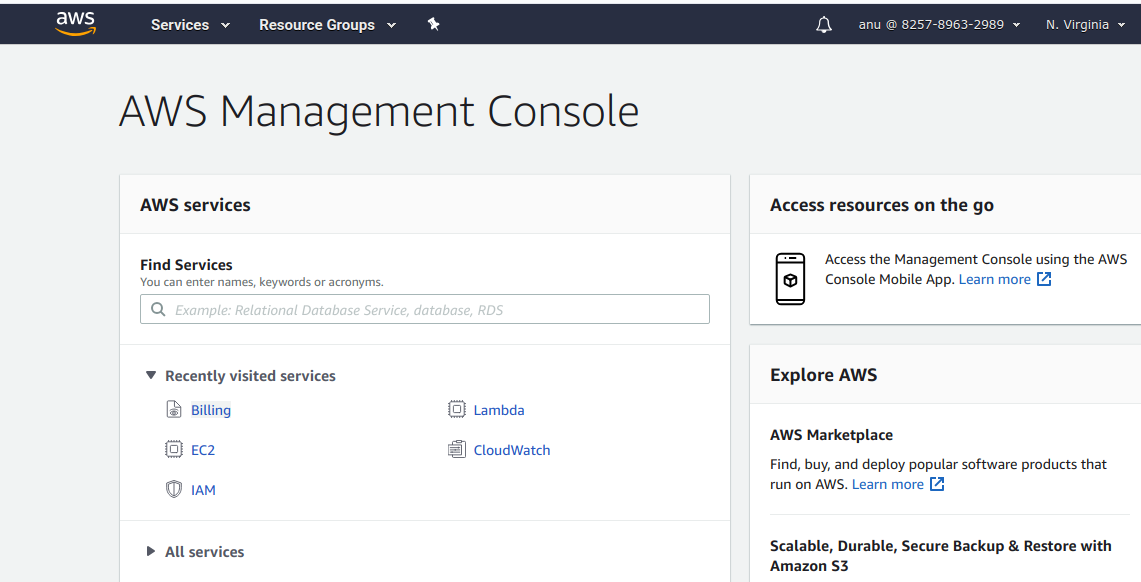 aws
Services
Resource Groups
anu @ 8257-8963-2989
N. Virginia
AWS Management Console
AWS services
Find Services
You can enter names, keywords or acronyms.
Example: Relational Database Service, database, RDS
Recently visited services
Billing
Lambda
EC2
CloudWatch
IAM
All services
Access resources on the go
Access the Management Console using the AWS
Console Mobile App. Learn more
Explore AWS
AWS Marketplace
Find, buy, and deploy popular software products that
run on AWS. Learn more
Scalable, Durable, Secure Backup & Restore with
Amazon S3